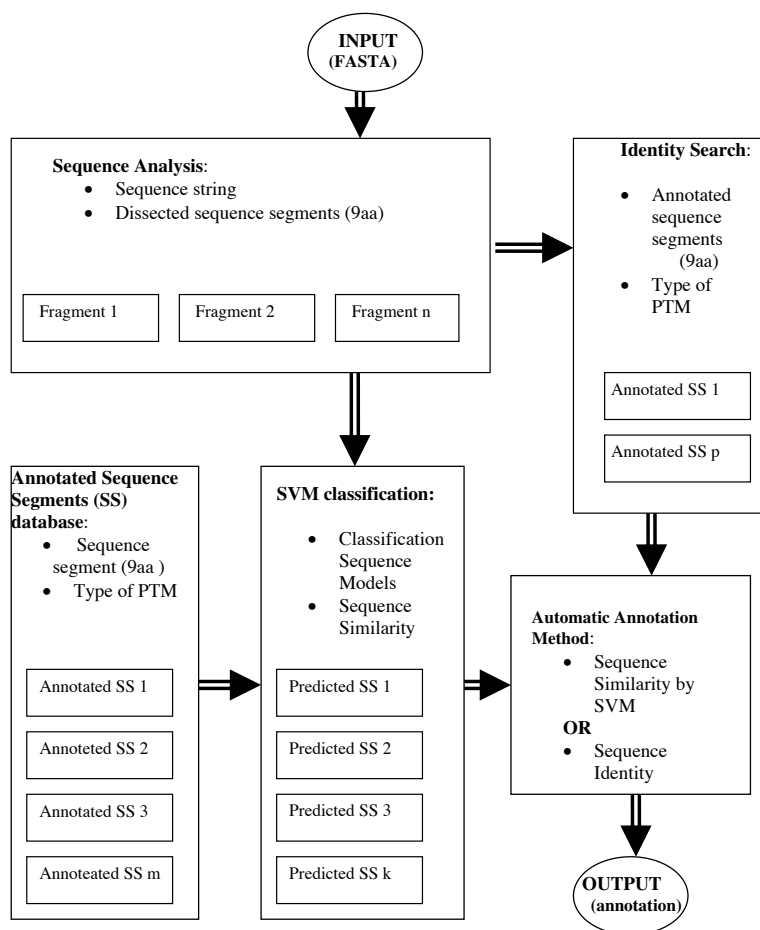 INPUT
(FASTA)
Sequence Analysis:
• Sequence string
• Dissected sequence segments (9aa)
Fragment 1
Fragment 2
Fragment n
Identity Search:
• Annotated
sequence
segments
(9aa)
• Type of
PTM
Annotated SS 1
Annotated SS p
Annotated Sequence
Segments (SS)
database:
• Sequence
segment (9aa )
• Type of PTM
Annotated SS 1
Annoteted SS 2
Annotated SS 3
Annoteated SS m
SVM classification:
• Classification
Sequence
Models
• Sequence
Similarity
Predicted SS 1
Predicted SS 2
Predicted SS 3
Predicted SS k
Automatic Annotation
Method:
• Sequence
Similarity by
SVM
OR
• Sequence
Identity
OUTPUT
(annotation)